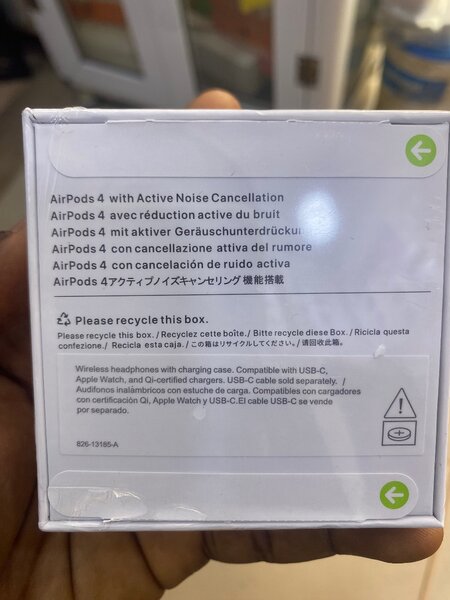 AirPods 4 with Active Noise Cancellation
AirPods 4 avec réduction active du bruit
AirPods 4 mit aktiver Geräuschunterdrückun
AirPods 4 con cancellazione attiva del rumore
AirPods 4 con cancelación de ruido activa
AirPods 4アクティブノイズキャンセリング機能搭載
Please recycle this box.
Please recycle this box. / Recyclez cette boîte. / Bitte recycle diese Box. / Ricicla questa
confezione. / Recicla esta caja. / この箱はリサイクルしてください。/ 请回收此箱。
Wireless headphones with charging case. Compatible with USB-C,
Apple Watch, and Qi-certified chargers. USB-C cable sold separately. /
Audífonos inalámbricos con estuche de carga. Compatibles con cargadores
con certificación Qi, Apple Watch y USB-C.El cable USB-C se vende
por separado.
826-13185-A